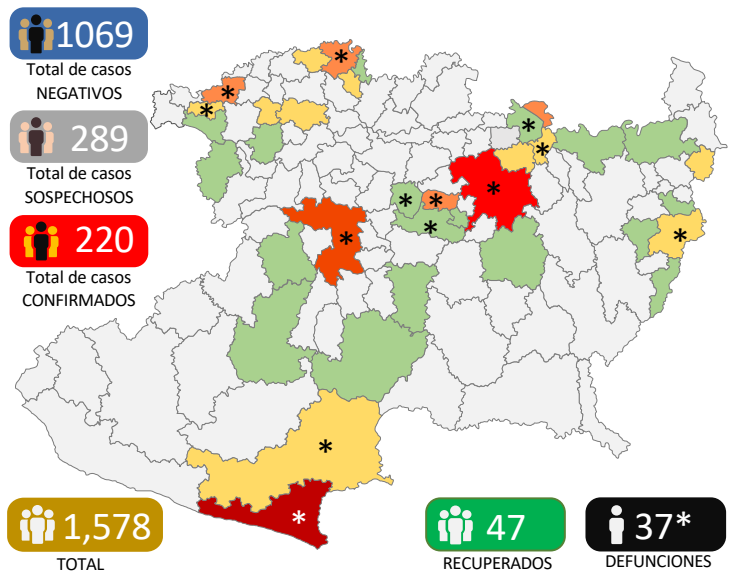 1069
Total de casos
NEGATIVOS
289
Total de casos
SOSPECHOSOS
220
Total de casos
CONFIRMADOS
*
*
*
*
*
*
*
*
*
*
*
*
*
1,578
TOTAL
47
RECUPERADOS
37*
DEFUNCIONES